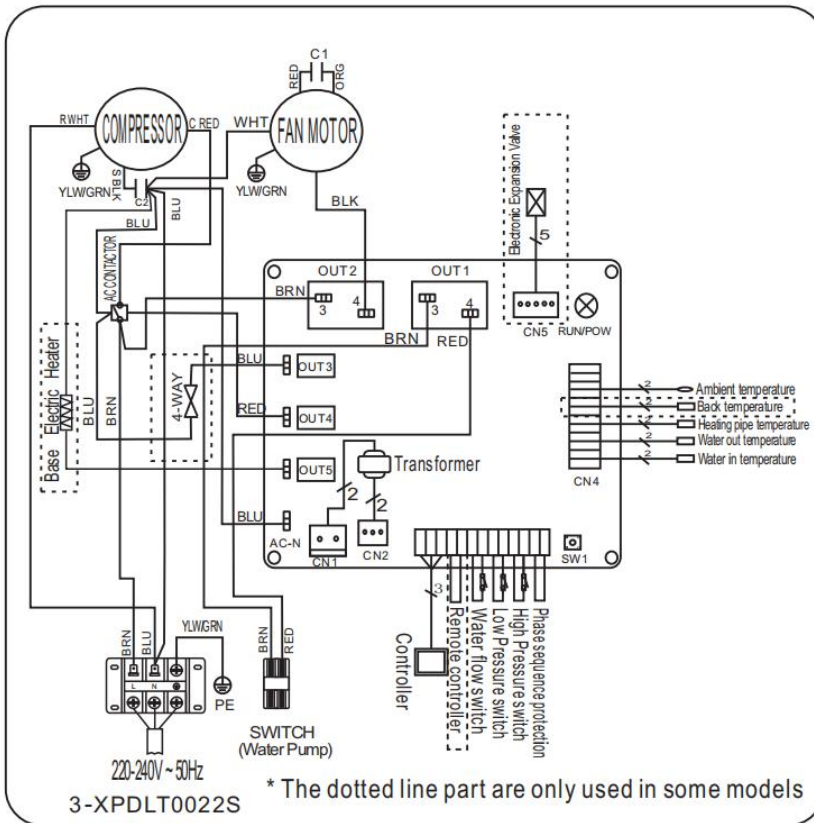 C1
RED
ORG
R WHT
COMPRESSOR
C RED
WHT
FAN MOTOR
S BLK
YLW/GRN
C2
YLW/GRN
BLU
BLU
BLK
Electronic Expansion Valve
5
CN5
RUN/POW
AC CONTACTOR
OUT2
OUT1
BRN
3
4
3
4
BRN
RED
BLU
OUT3
4-WAY
RED
OUT4
Base Electric Heater
BLU
BRN
OUT5
Transformer
2
2
BLU
AC-N
CN1
CN2
2
Ambient temperature
2
Back temperature
2
Heating pipe temperature
2
Water out temperature
2
Water in temperature
CN4
SW1
3
Controller
Remote controller
Water flow switch
Low Pressure switch
High Pressure switch
Phase sequence protection
BRN
BLU
YLW/GRN
L
N
PE
BRN
RED
SWITCH
(Water Pump)
220-240V ~ 50Hz
3-XPDLT0022S
* The dotted line part are only used in some models